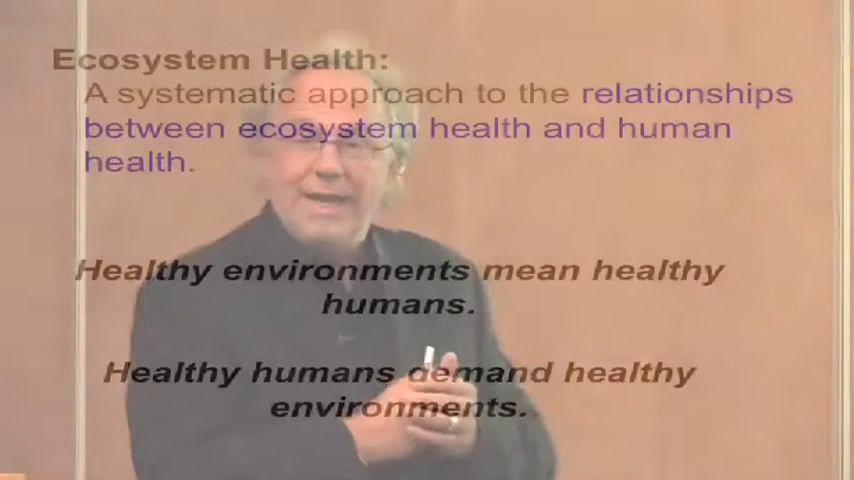 Ecosystem Health:
A systematic approach to the relationships
between ecosystem health and human
health.
Healthy environments mean healthy
humans.
Healthy humans demand healthy
environments.